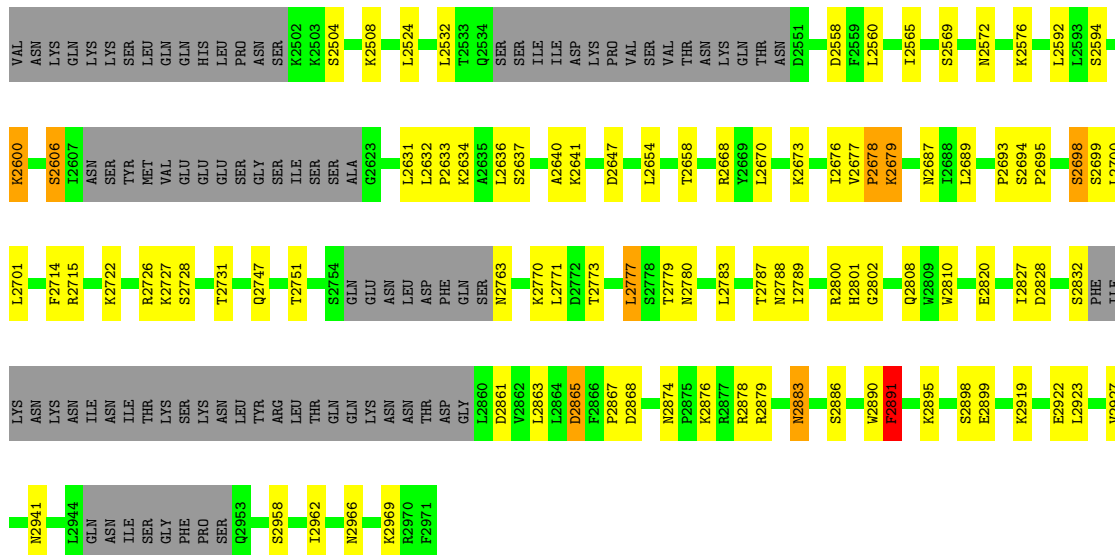 VAL ASN LYS GLN LYS LYS SER LEU GLN GLN HIS LEU PRO ASN SER K2502 K2503 S2504 K2508 L2524 L2532 T2533 Q2534 SER SER ILE ILE ASP LYS PRO VAL SER VAL THR ASN LYS GLN THR ASN D2551 D2558 F2559 L2560 I2565 S2569 N2572 K2576 L2592 L2593 S2594
K2600 S2606 I2607 ASN SER TYR MET VAL GLU GLU GLU SER GLY SER ILE SER SER ALA G2623 L2631 L2632 P2633 K2634 A2635 L2636 S2637 A2640 K2641 D2647 L2654 T2658 R2668 Y2669 L2670 K2673 I2676 V2677 P2678 K2679 N2687 I2688 L2689 P2693 S2694 P2695 S2698 S2699 L2700
L2701 F2714 R2715 K2722 R2726 K2727 S2728 T2731 Q2747 T2751 S2754 GLN GLU ASN LEU ASP PHE GLN SER N2763 K2770 L2771 D2772 T2773 L2777 S2778 T2779 N2780 L2783 T2787 N2788 I2789 R2800 H2801 G2802 Q2808 W2809 W2810 E2820 I2827 D2828 S2832 PHE ILE
LYS ASN LYS ASN ILE ASN ILE THR LYS SER LYS ASN LEU TYR ARG LEU THR GLN GLN LYS ASN ASN THR ASP GLY L2860 D2861 V2862 L2863 L2864 D2865 F2866 P2867 D2868 N2874 P2875 K2876 R2877 R2878 R2879 N2883 S2886 W2890 F2891 K2895 S2898 E2899 K2919 E2922 L2923
N2941 L2944 GLN ASN ILE SER GLY PHE PRO SER Q2953 S2958 I2962 N2966 K2969 R2970 F2971